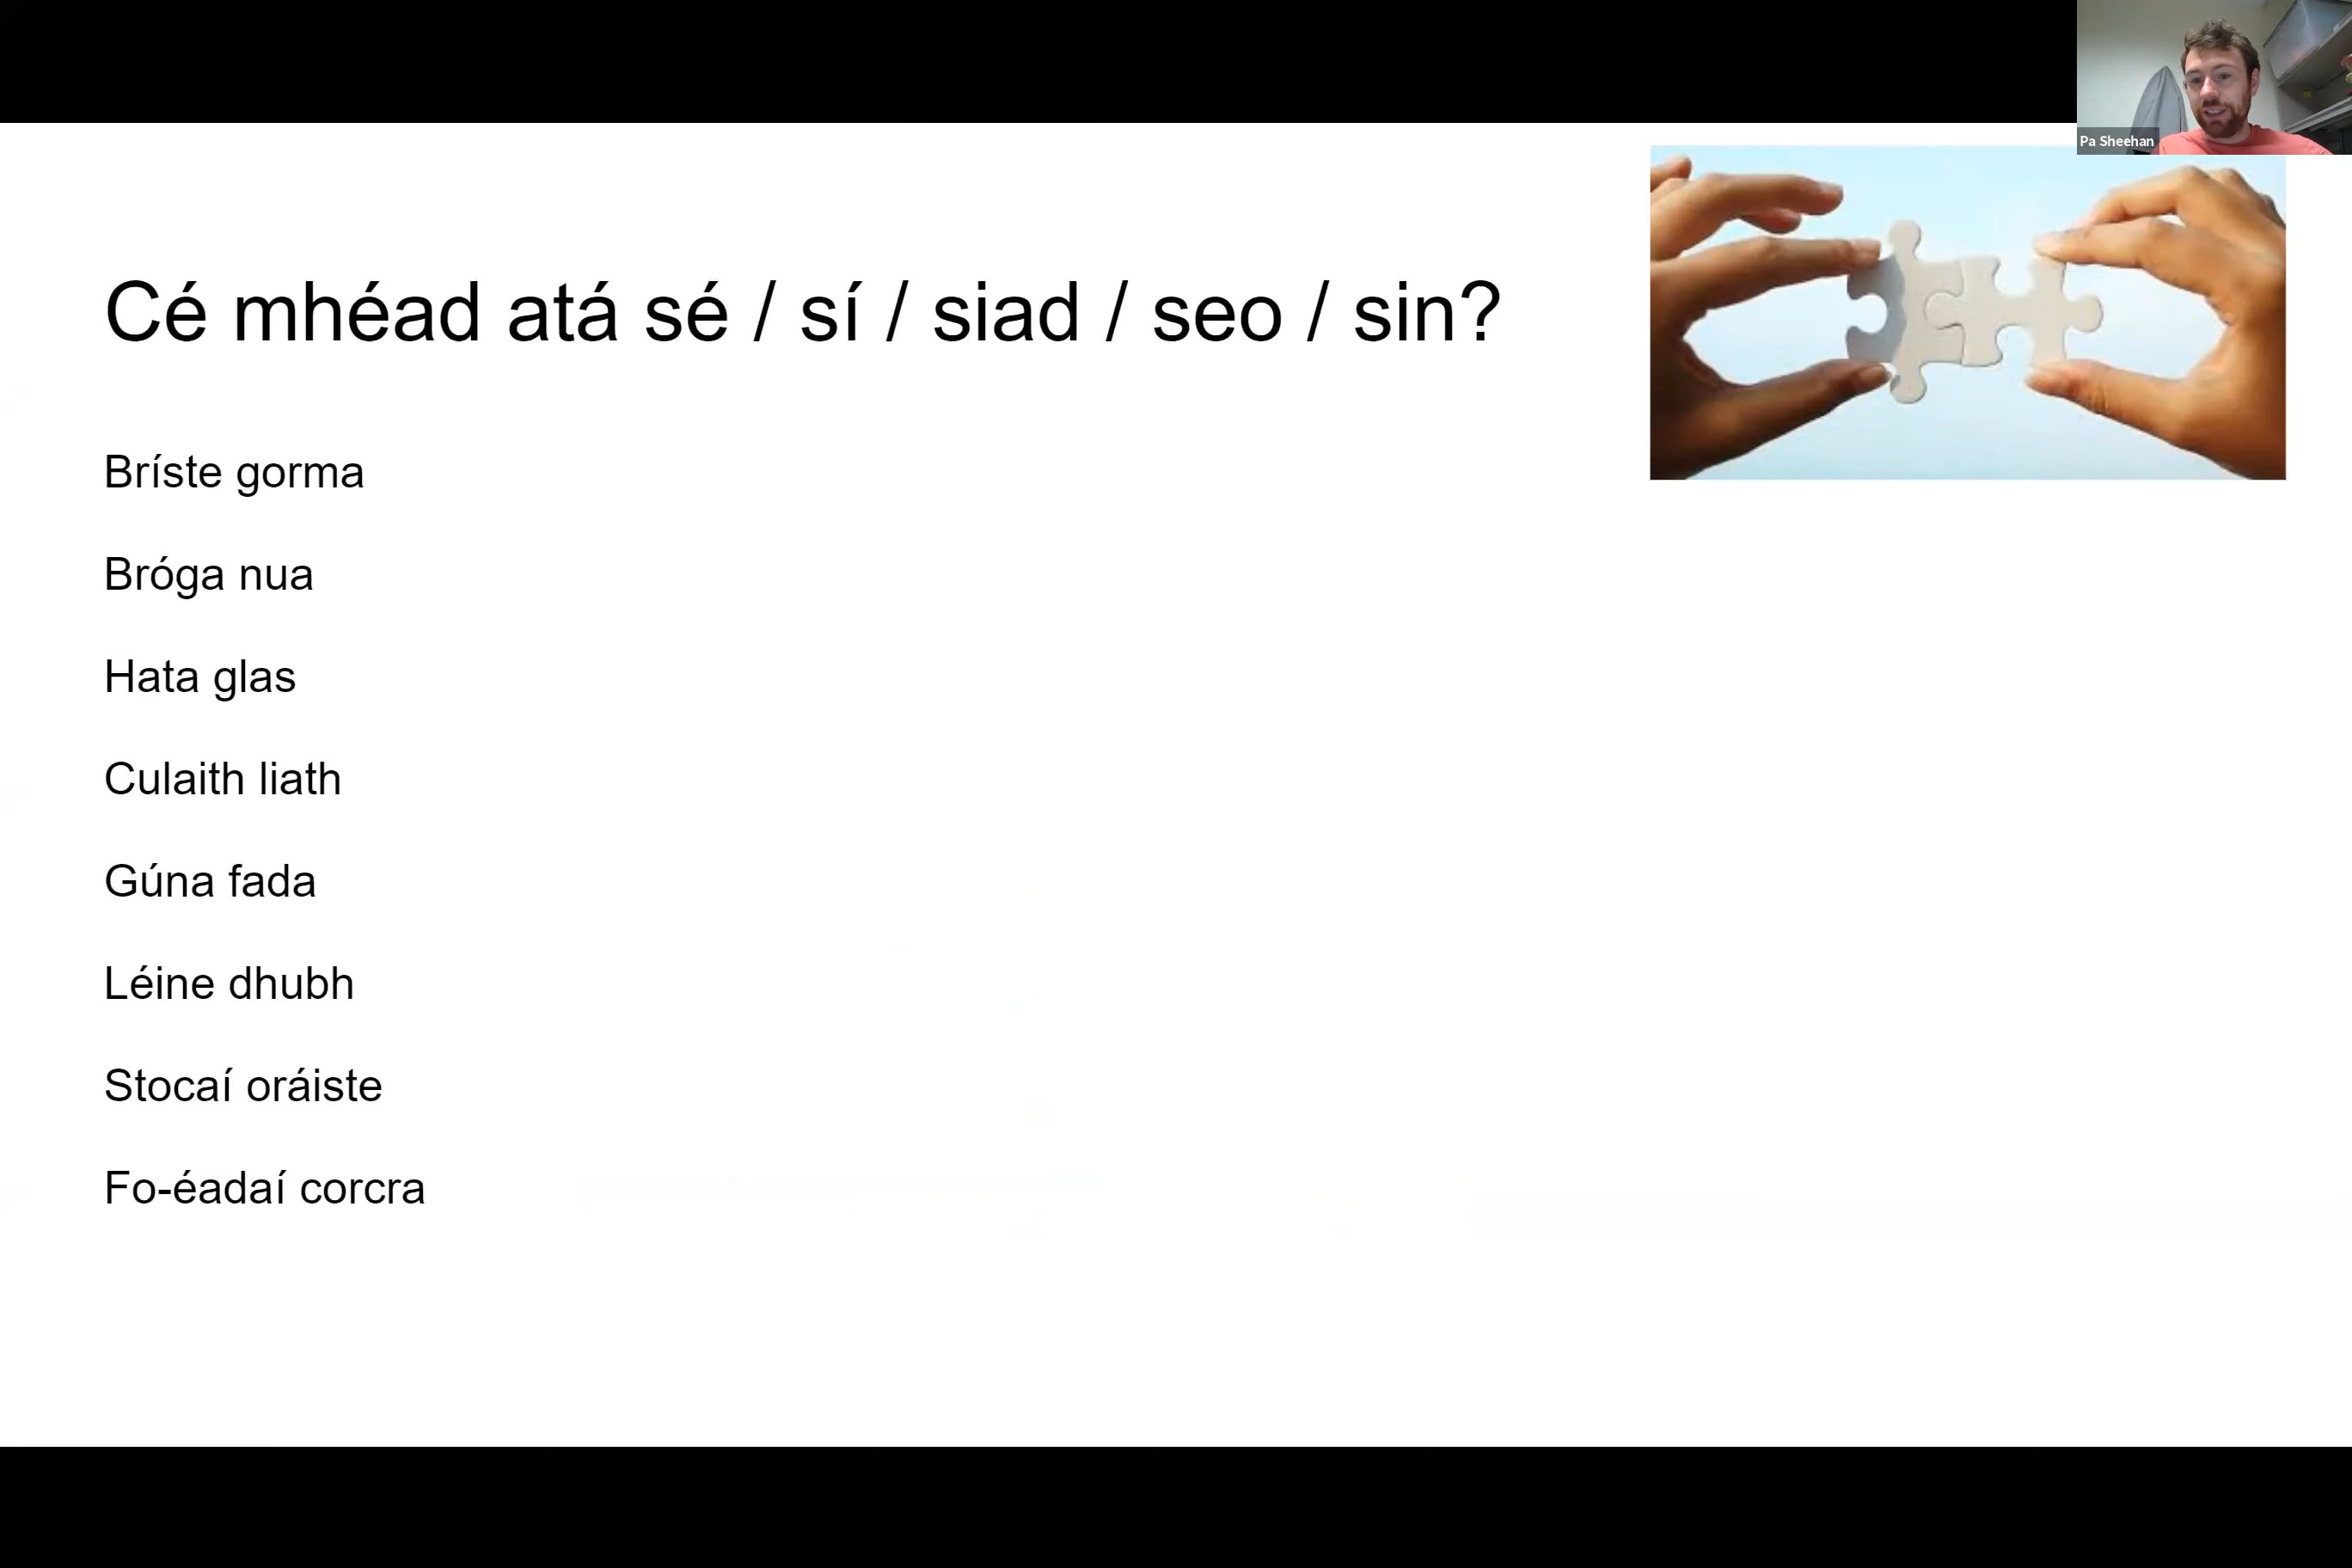 Pa Sheehan
Cé mhéad atá sé / sí / siad / seo / sin?
Bríste gorma
Bróga nua
Hata glas
Culaith liath
Gúna fada
Léine dhubh
Stocaí oráiste
Fo-éadaí corcra